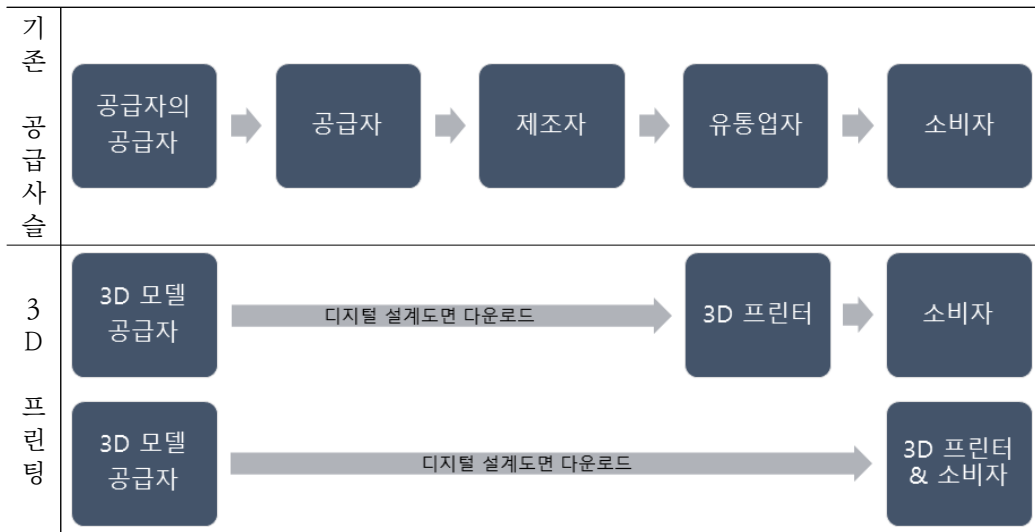 기존 공급사슬
공급자의
공급자
공급자
제조자
유통업자
소비자
3D 프린팅
3D 모델
공급자
디지털 설계도면 다운로드
3D 프린터
소비자
3D 모델
공급자
디지털 설계도면 다운로드
3D 프린터
& 소비자